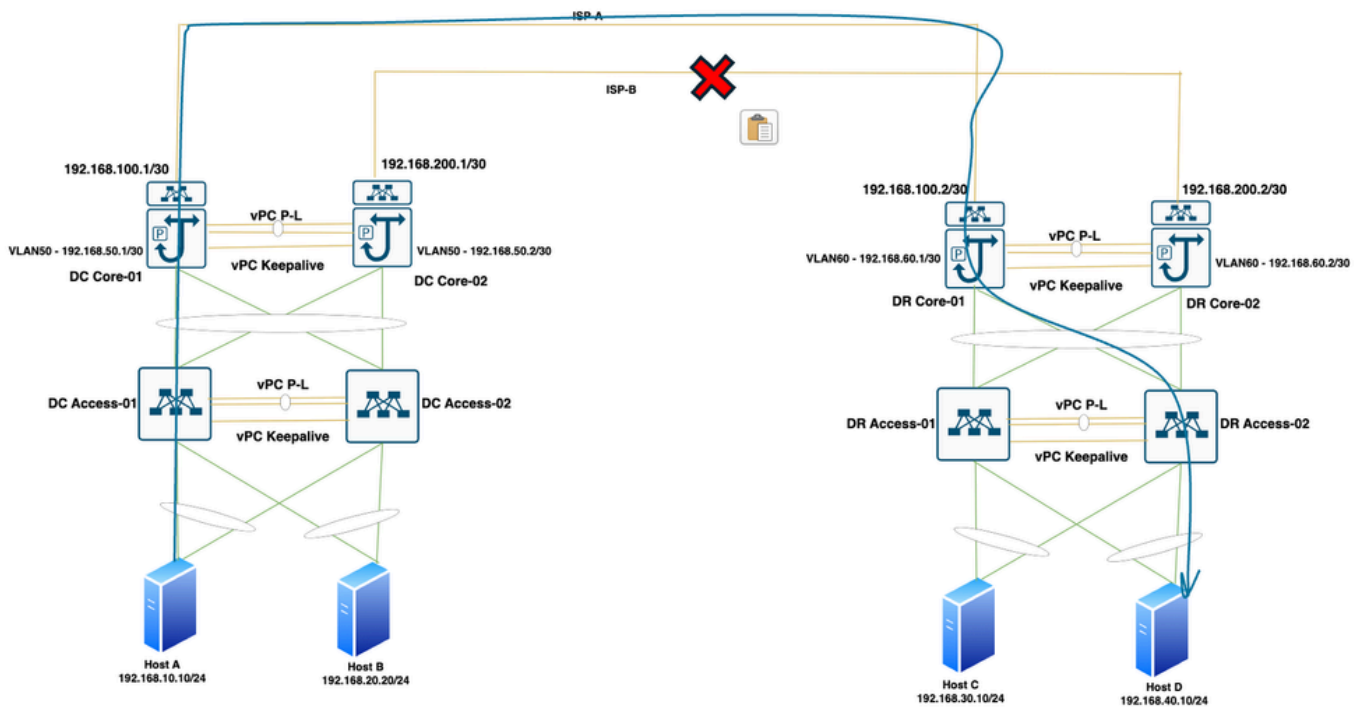 ISP-A
ISP-B
192.168.100.1/30
192.168.200.1/30
192.168.100.2/30
192.168.200.2/30
vPC P-L
P
P
vPC P-L
P
P
VLAN50 - 192.168.50.1/30
VLAN50 - 192.168.50.2/30
VLAN60 - 192.168.60.1/30
VLAN60 - 192.168.60.2/30
vPC Keepalive
vPC Keepalive
DC Core-01
DC Core-02
DR Core-01
DR Core-02
vPC P-L
DC Access-01
DC Access-02
vPC Keepalive
vPC P-L
DR Access-01
DR Access-02
vPC Keepalive
Host A
192.168.10.10/24
Host B
192.168.20.20/24
Host C
192.168.30.10/24
Host D
192.168.40.10/24